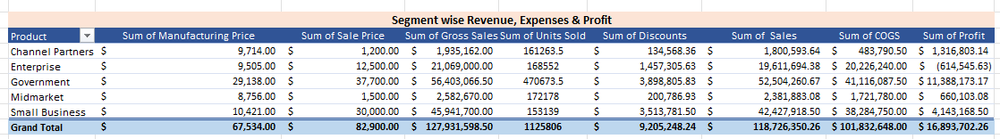 Segment wise Revenue, Expenses & Profit
Product Sum of Manufacturing Price Sum of Sale Price Sum of Gross Sales Sum of Units Sold Sum of Discounts Sum of Sales Sum of COGS Sum of Profit
Channel Partners $ 9,714.00 $ 1,200.00 $ 1,935,162.00 161263.5 $ 134,568.36 $ 1,800,593.64 $ 483,790.50 $ 1,316,803.14
Enterprise $ 9,505.00 $ 12,500.00 $ 21,069,000.00 168552 $ 1,457,305.63 $ 19,611,694.38 $ 20,226,240.00 $ (614,545.63)
Government $ 29,138.00 $ 37,700.00 $ 56,403,066.50 470673.5 $ 3,898,805.83 $ 52,504,260.67 $ 41,116,087.50 $ 11,388,173.17
Midmarket $ 8,756.00 $ 1,500.00 $ 2,582,670.00 172178 $ 200,786.93 $ 2,381,883.08 $ 1,721,780.00 $ 660,103.08
Small Business $ 10,421.00 $ 30,000.00 $ 45,941,700.00 153139 $ 3,513,781.50 $ 42,427,918.50 $ 38,284,750.00 $ 4,143,168.50
Grand Total $ 67,534.00 $ 82,900.00 $ 127,931,598.50 1125806 $ 9,205,248.24 $ 118,726,350.26 $ 101,832,648.00 $ 16,893,702.26